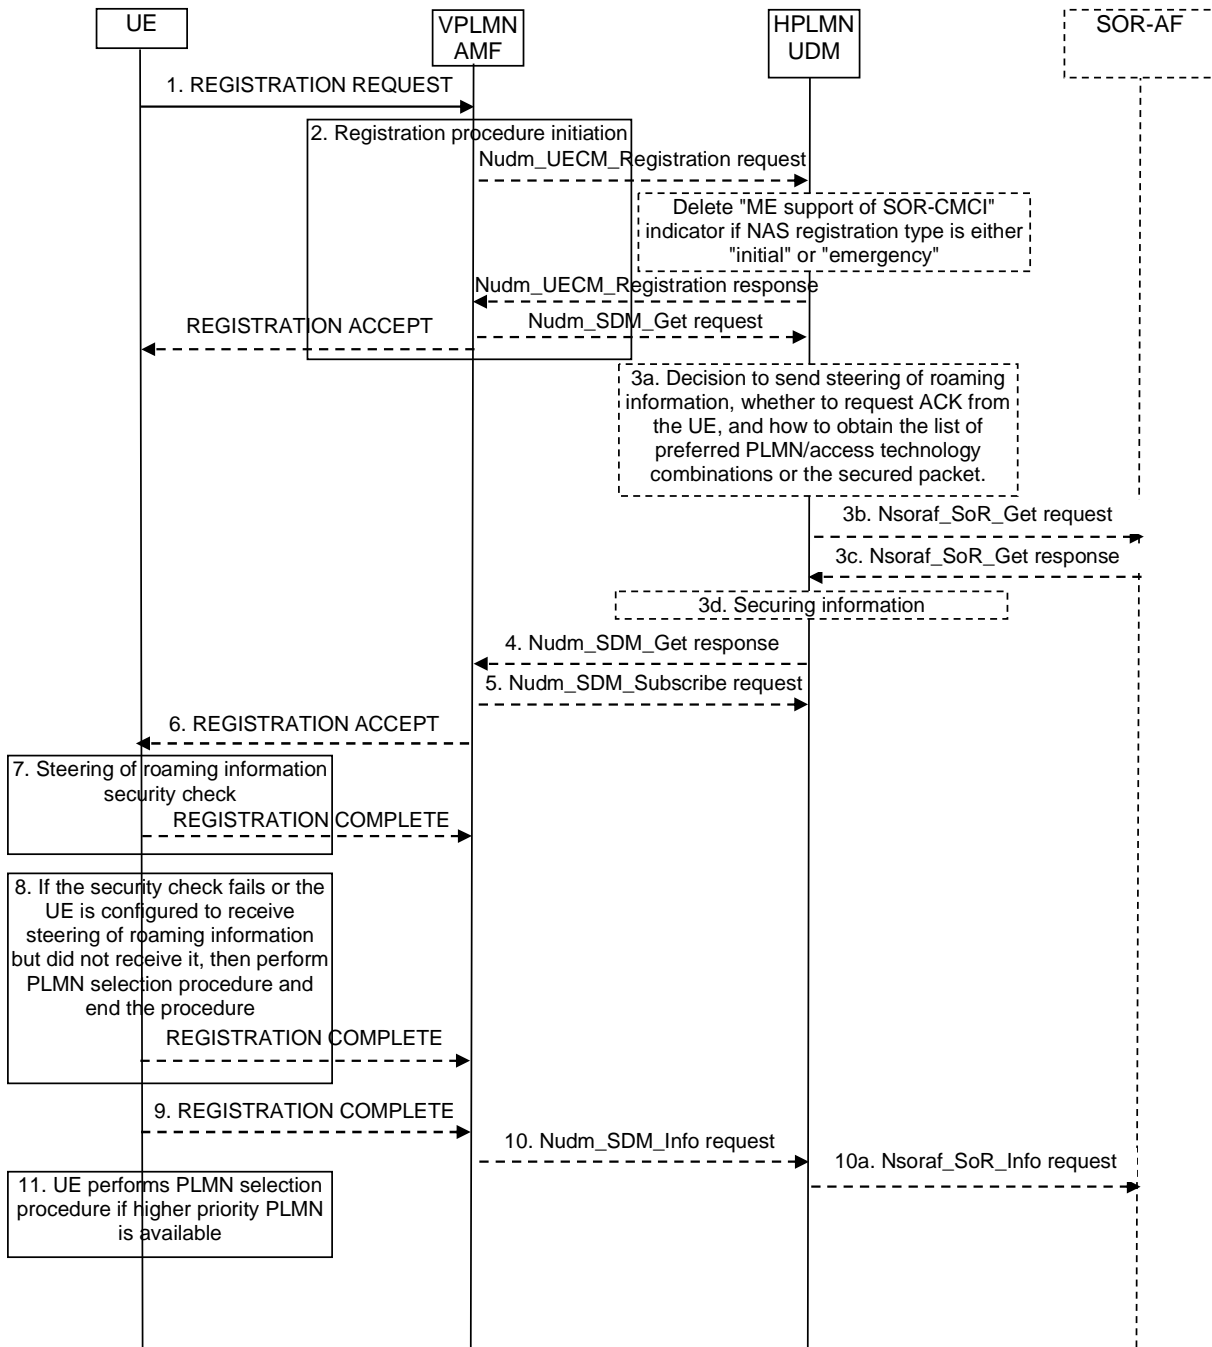 UE
VPLMN
AMF
HPLMN
UDM
SOR-AF
1. REGISTRATION REQUEST
2. Registration procedure initiation
Nudm_UECM_Registration request
Delete "ME support of SOR-CMCI"
indicator if NAS registration type is either
"initial" or "emergency"
Nudm_UECM_Registration response
REGISTRATION ACCEPT
Nudm_SDM_Get request
3a. Decision to send steering of roaming
information, whether to request ACK from
the UE, and how to obtain the list of
preferred PLMN/access technology
combinations or the secured packet.
3b. Nsoraf_SoR_Get request
3c. Nsoraf_SoR_Get response
3d. Securing information
4. Nudm_SDM_Get response
5. Nudm_SDM_Subscribe request
6. REGISTRATION ACCEPT
7. Steering of roaming information
security check
REGISTRATION COMPLETE
8. If the security check fails or the
UE is configured to receive
steering of roaming information
but did not receive it, then perform
PLMN selection procedure and
end the procedure
REGISTRATION COMPLETE
9. REGISTRATION COMPLETE
10. Nudm_SDM_Info request
10a. Nsoraf_SoR_Info request
11. UE performs PLMN selection
procedure if higher priority PLMN
is available